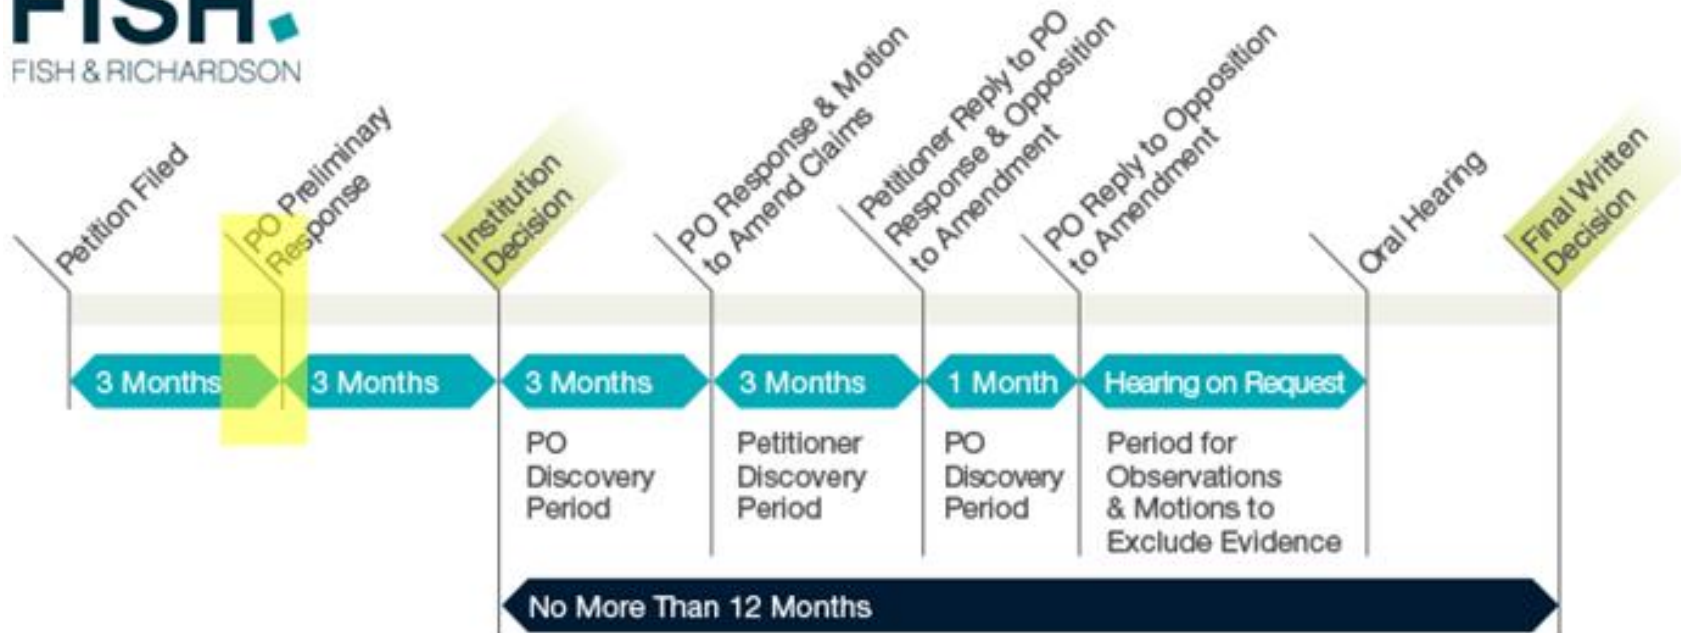 FISH
FISH & RICHARDSON
Petition Filed
PO Preliminary
Response
Institution
Decision
PO Response & Motion
to Amend Claims
Petitioner Reply to PO
Response & Opposition
to Amendment
PO Reply to Opposition
to Amendment
Oral Hearing
Final Written
Decision
3 Months
3 Months
3 Months
3 Months
1 Month
Hearing on Request
PO
Discovery
Period
Petitioner
Discovery
Period
PO
Discovery
Period
Period for
Observations
& Motions to
Exclude Evidence
No More Than 12 Months